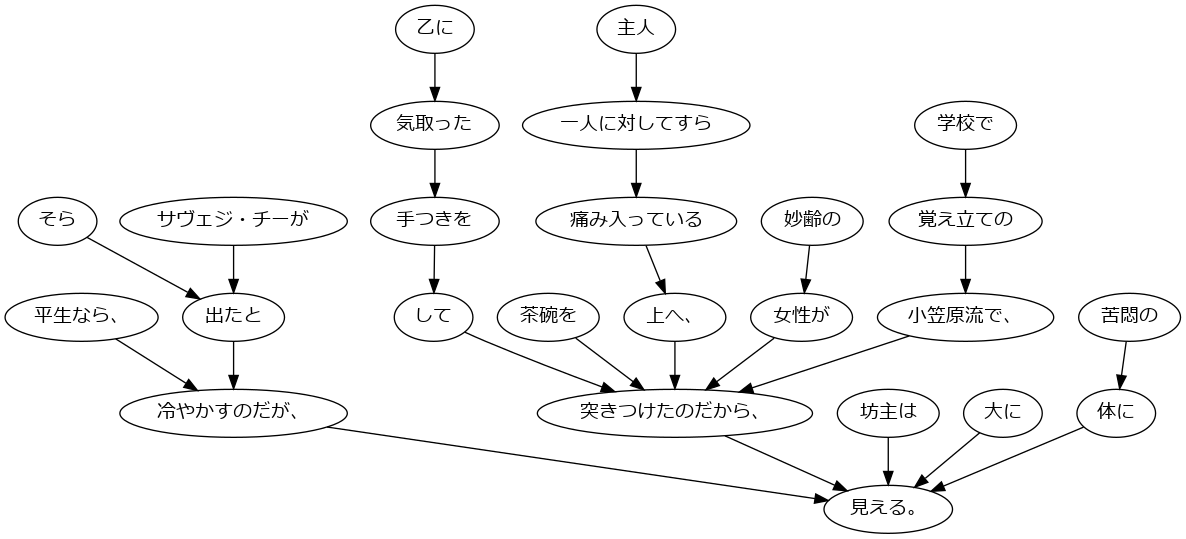 乙に
主人
気取った
一人に対してすら
学校で
そら
サヴェジ・チーが
手つきを
痛み入っている
妙齢の
覚え立ての
平生なら、
出たと
して
茶碗を
上へ、
女性が
小笠原流で、
苦悶の
冷やかすのだが、
突きつけたのだから、
坊主は
大に
体に
見える。